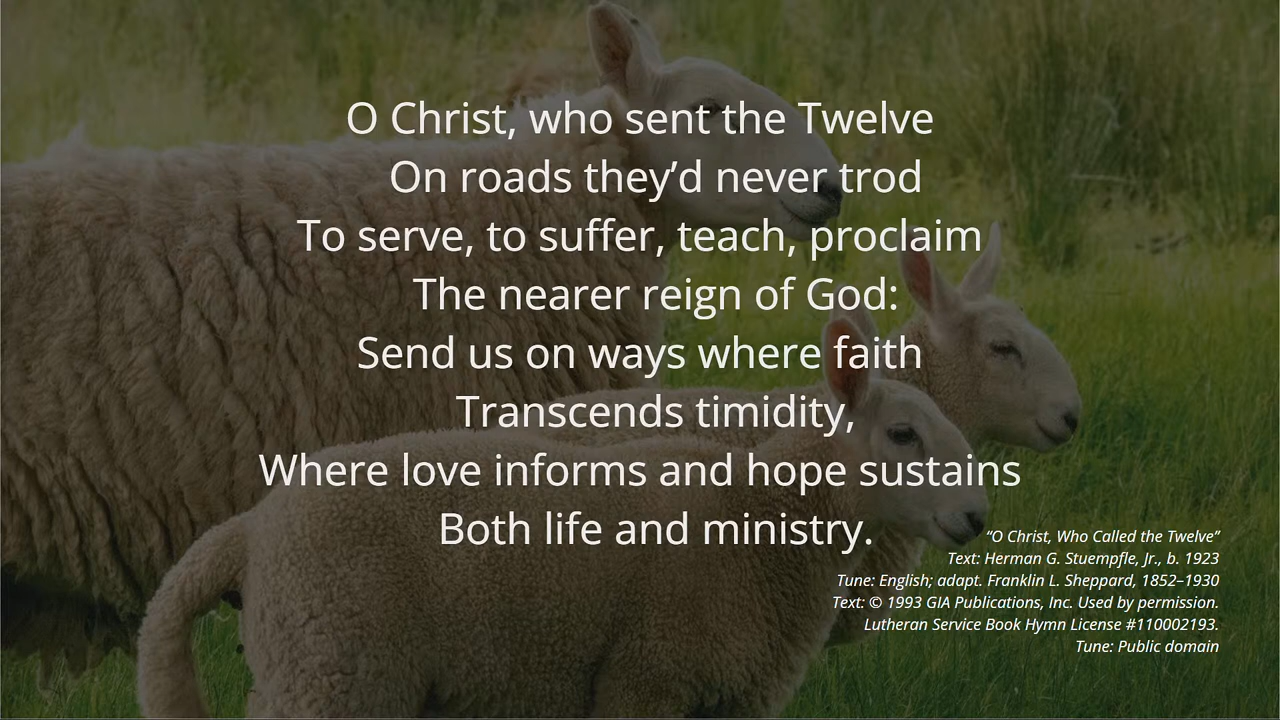 O Christ, who sent the Twelve
On roads they’d never trod
To serve, to suffer, teach, proclaim
The nearer reign of God:
Send us on ways where faith
Transcends timidity,
Where love informs and hope sustains
Both life and ministry.
“O Christ, Who Called the Twelve”
Text: Herman G. Stuempfle, Jr., b. 1923
Tune: English; adapt. Franklin L. Sheppard, 1852–1930
Text: © 1993 GIA Publications, Inc. Used by permission.
Lutheran Service Book Hymn License #110002193.
Tune: Public domain